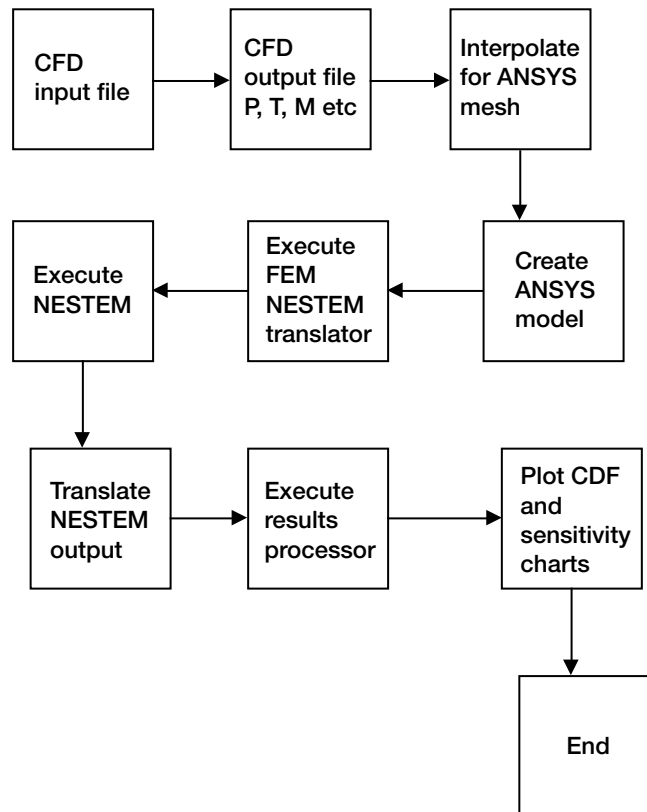 CFD
input file
CFD
output file
P, T, M etc
Interpolate
for ANSYS
mesh
Create
ANSYS
model
Execute
FEM
NESTEM
translator
Execute
NESTEM
Translate
NESTEM
output
Execute
results
processor
Plot CDF
and
sensitivity
charts
End